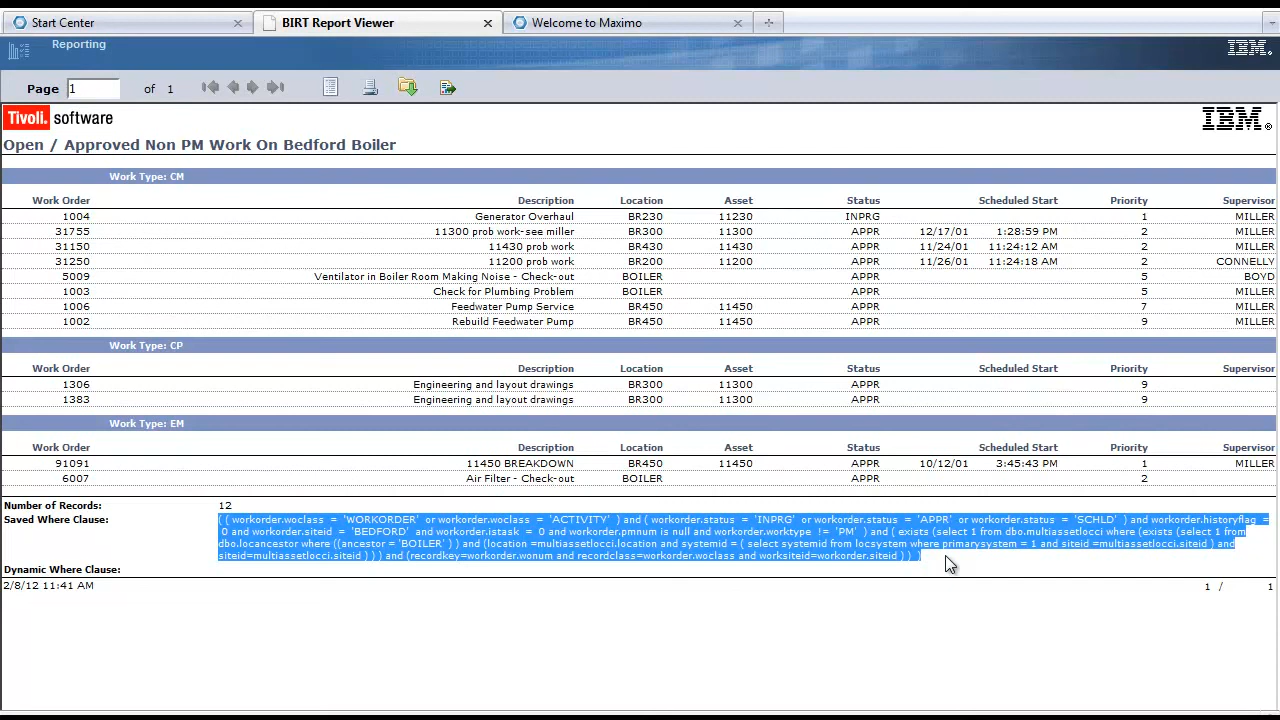 Start Center BIRT Report Viewer Welcome to Maximo
Reporting IBM
Page 1 of 1
Tivoli. software IBM
Open / Approved Non PM Work On Bedford Boiler
Work Type: CM
Work Order Description Location Asset Status Scheduled Start Priority Supervisor
1004 Generator Overhaul BR230 11230 INPRG 1 MILLER
31755 11300 prob work-see miller BR300 11300 APPR 12/17/01 1:28:59 PM 2 MILLER
31150 11430 prob work BR430 11430 APPR 11/24/01 11:24:12 AM 2 MILLER
31250 11200 prob work BR200 11200 APPR 11/26/01 11:24:18 AM 2 CONNELLY
5009 Ventilator in Boiler Room Making Noise - Check-out BOILER APPR 5 BOYD
1003 Check for Plumbing Problem BOILER APPR 5 MILLER
1006 Feedwater Pump Service BR450 11450 APPR 7 MILLER
1002 Rebuild Feedwater Pump BR450 11450 APPR 9 MILLER
Work Type: CP
Work Order Description Location Asset Status Scheduled Start Priority Supervisor
1306 Engineering and layout drawings BR300 11300 APPR 9
1383 Engineering and layout drawings BR300 11300 APPR 9
Work Type: EM
Work Order Description Location Asset Status Scheduled Start Priority Supervisor
91091 11450 BREAKDOWN BR450 11450 APPR 10/12/01 3:45:43 PM 1 MILLER
6007 Air Filter - Check-out BOILER APPR 2
Number of Records: 12
Saved Where Clause: ( ( workorder.woclass = 'WORKORDER' or workorder.woclass = 'ACTIVITY' ) and ( workorder.status = 'INPRG' or workorder.status = 'APPR' or workorder.status = 'SCHLD' ) and workorder.historyflag =
0 and workorder.siteid = 'BEDFORD' and workorder.istask = 0 and workorder.pmnum is null and workorder.worktype != 'PM' ) and ( exists (select 1 from dbo.multiassetlocci where (exists (select 1 from
dbo.locancestor where ((ancestor = 'BOILER' ) ) and (location =multiassetlocci.location and systemid = ( select systemid from locsystem where primarysystem = 1 and siteid =multiassetlocci.siteid ) and
siteid=multiassetlocci.siteid ) ) ) and (recordkey=workorder.wonum and recordclass=workorder.woclass and worksiteid=workorder.siteid ) ) )
Dynamic Where Clause:
2/8/12 11:41 AM 1 / 1